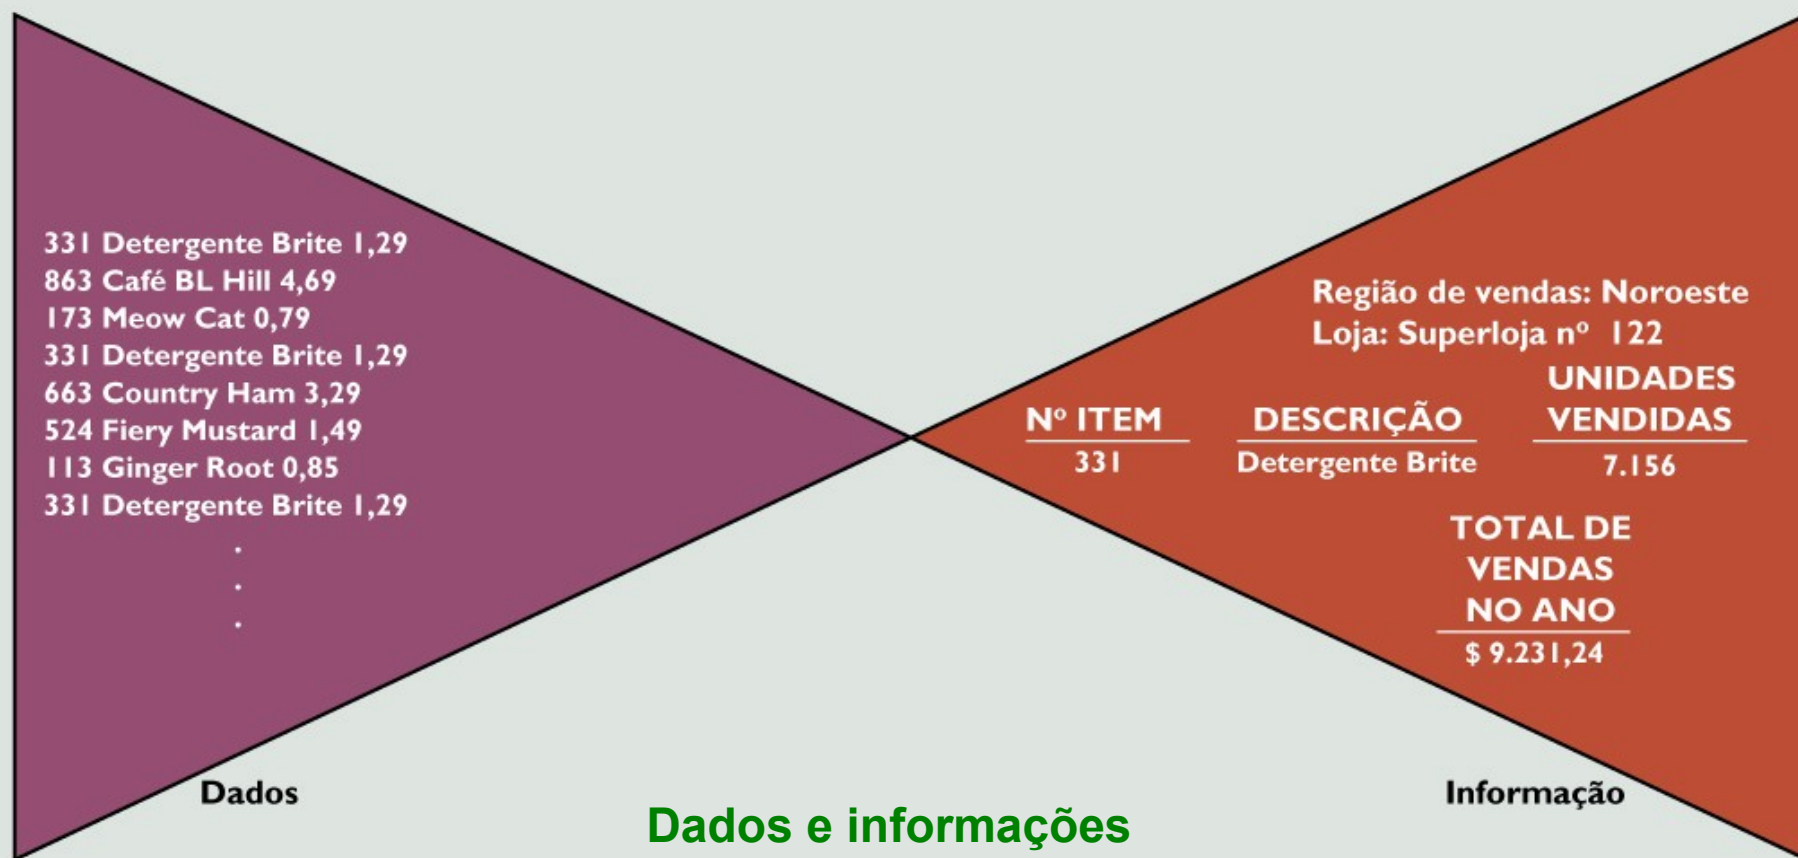 331 Detergente Brite 1,29
863 Café BL Hill 4,69
173 Meow Cat 0,79
331 Detergente Brite 1,29
663 Country Ham 3,29
524 Fiery Mustard 1,49
113 Ginger Root 0,85
331 Detergente Brite 1,29
.
.
.
Dados
Região de vendas: Noroeste
Loja: Superloja nº 122
UNIDADES
Nº ITEM DESCRIÇÃO VENDIDAS
331 Detergente Brite 7.156
TOTAL DE
VENDAS
NO ANO
$ 9.231,24
Informação
Dados e informações